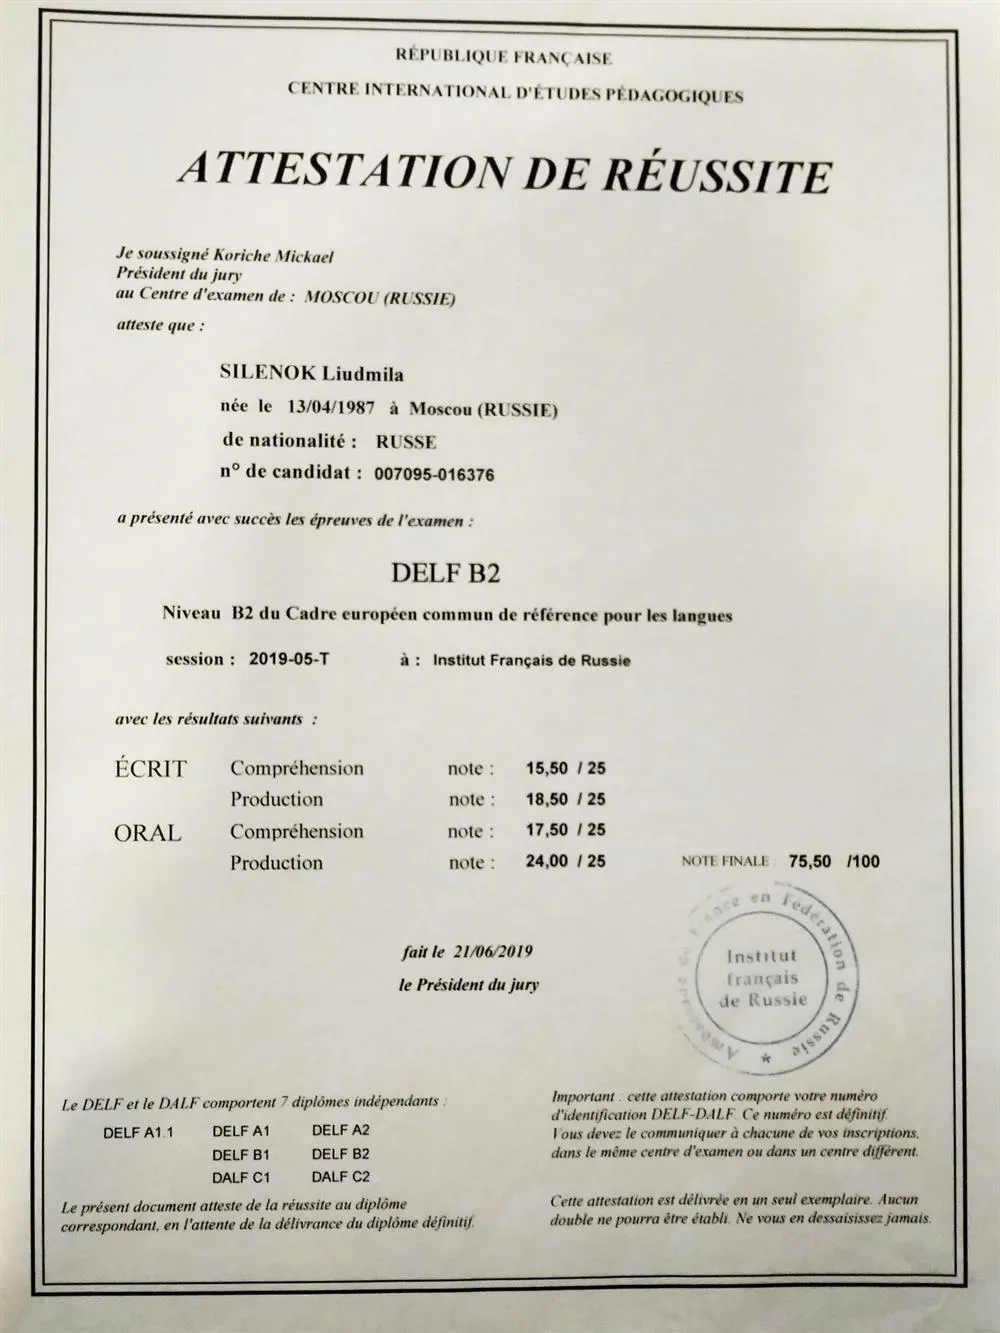 RÉPUBLIQUE FRANÇAISE
CENTRE INTERNATIONAL D'ÉTUDES PÉDAGOGIQUES
ATTESTATION DE RÉUSSITE
Je soussigné Koriche Mickael
Président du jury
au Centre d'examen de : MOSCOU (RUSSIE)
atteste que :
SILENOK Liudmila
née le 13/04/1987 à Moscou (RUSSIE)
de nationalité : RUSSE
n° de candidat : 007095-016376
a présenté avec succès les épreuves de l'examen :
DELF B2
Niveau B2 du Cadre européen commun de référence pour les langues
session : 2019-05-T à : Institut Français de Russie
avec les résultats suivants :
ÉCRIT Compréhension note : 15,50 / 25
Production note : 18,50 / 25
ORAL Compréhension note : 17,50 / 25
Production note : 24,00 / 25 NOTE FINALE : 75,50 /100
fait le 21/06/2019
le Président du jury
Ambassade de France en Fédération de Russie
Institut
français
de Russie
Le DELF et le DALF comportent 7 diplômes indépendants :
DELF A1.1 DELF A1 DELF A2
DELF B1 DELF B2
DALF C1 DALF C2
Le présent document atteste de la réussite au diplôme
correspondant, en l'attente de la délivrance du diplôme définitif.
Important : cette attestation comporte votre numéro
d'identification DELF-DALF. Ce numéro est définitif.
Vous devez le communiquer à chacune de vos inscriptions,
dans le même centre d'examen ou dans un centre différent.
Cette attestation est délivrée en un seul exemplaire. Aucun
double ne pourra être établi. Ne vous en dessaisissez jamais.